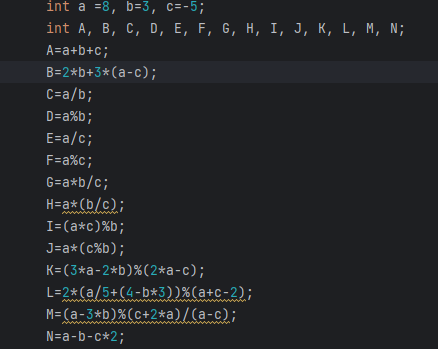 int a =8, b=3, c=-5;
int A, B, C, D, E, F, G, H, I, J, K, L, M, N;
A=a+b+c;
B=2*b+3*(a-c);
C=a/b;
D=a%b;
E=a/c;
F=a%c;
G=a*b/c;
H=a*(b/c);
I=(a*c)%b;
J=a*(c%b);
K=(3*a-2*b)%(2*a-c);
L=2*(a/5+(4-b*3))%(a+c-2);
M=(a-3*b)%(c+2*a)/(a-c);
N=a-b-c*2;